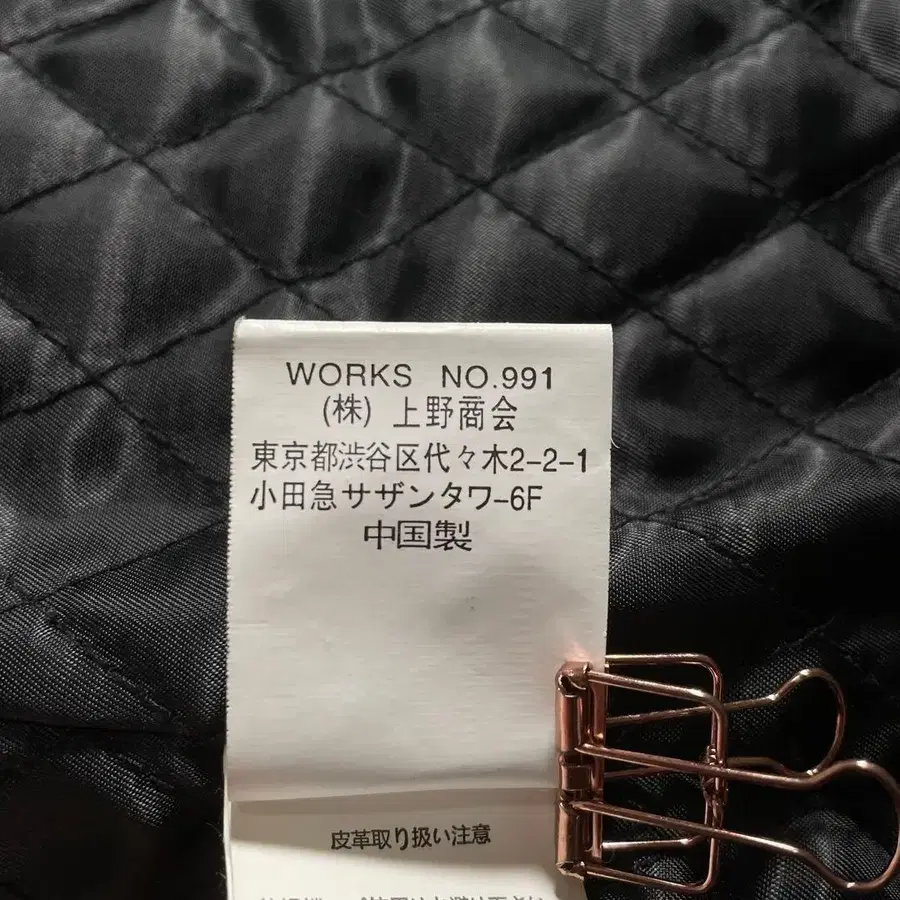 WORKS NO.991
(株) 上野商会
東京都渋谷区代々木2-2-1
小田急サザンタワ-6F
中国製
皮革取り扱い注意